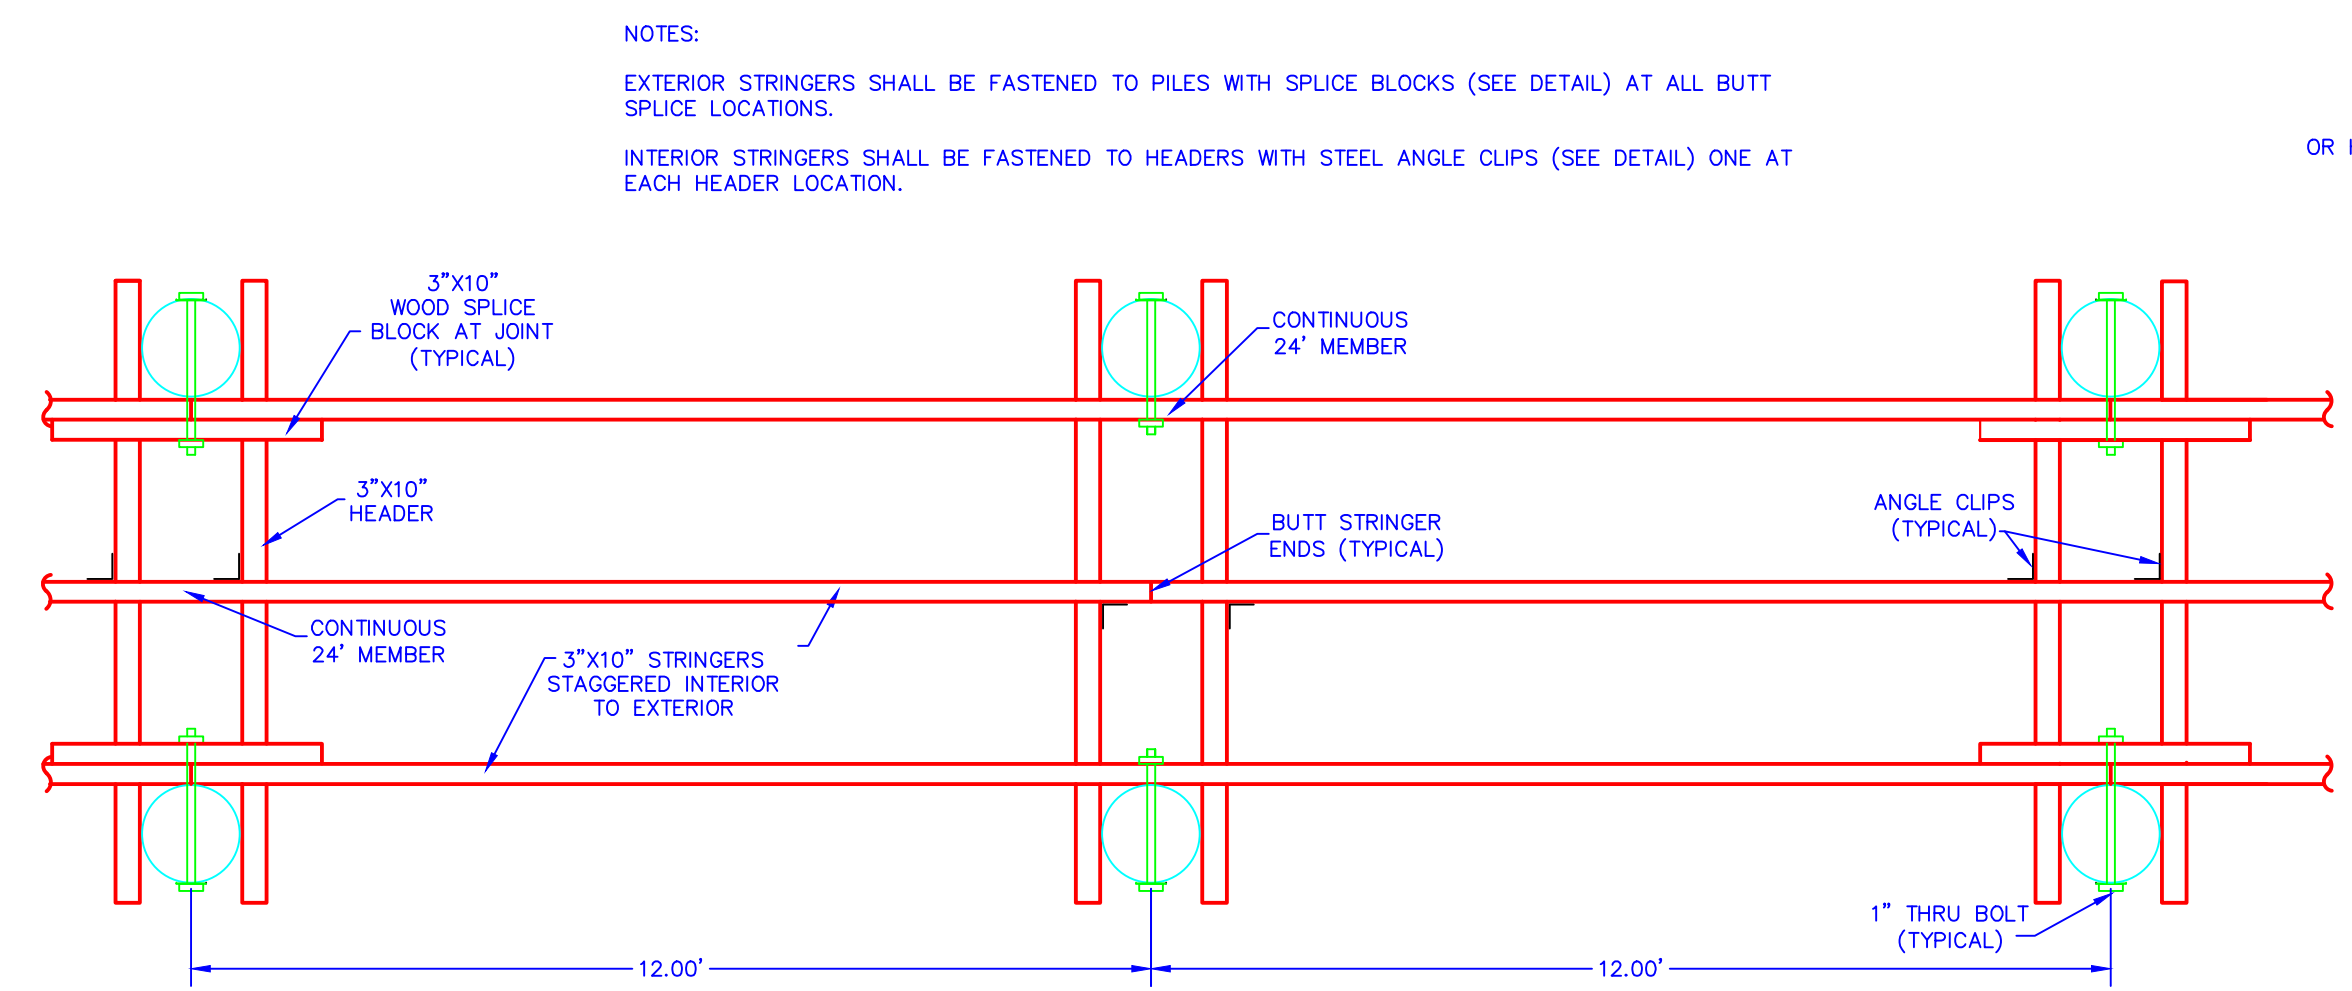 NOTES:
EXTERIOR STRINGERS SHALL BE FASTENED TO PILES WITH SPLICE BLOCKS (SEE DETAIL) AT ALL BUTT
SPLICE LOCATIONS.
INTERIOR STRINGERS SHALL BE FASTENED TO HEADERS WITH STEEL ANGLE CLIPS (SEE DETAIL) ONE AT
EACH HEADER LOCATION.
OR
3"X10"
WOOD SPLICE
BLOCK AT JOINT
(TYPICAL)
CONTINUOUS
24' MEMBER
3"X10"
HEADER
BUTT STRINGER
ENDS (TYPICAL)
ANGLE CLIPS
(TYPICAL)
CONTINUOUS
24' MEMBER
3"X10" STRINGERS
STAGGERED INTERIOR
TO EXTERIOR
1" THRU BOLT
(TYPICAL)
12.00'
12.00'